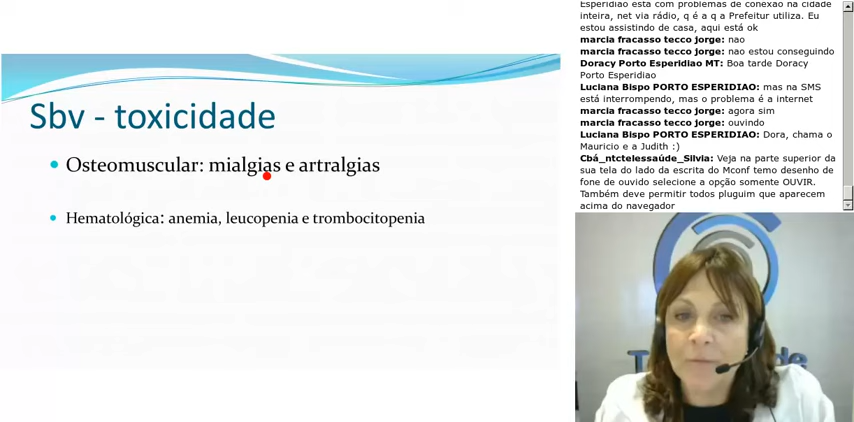 Sbv - toxicidade
Osteomuscular: mialgias e artralgias
Hematológica: anemia, leucopenia e trombocitopenia
Esperidiao esta com problemas de conexão na cidade
inteira, net via rádio, q é a q a Prefeitur utiliza. Eu
estou assistindo de casa, aqui está ok
marcia fracasso tecco jorge: nao
marcia fracasso tecco jorge: nao estou conseguindo
Doracy Porto Esperidiao MT: Boa tarde Doracy
Porto Esperidiao
Luciana Bispo PORTO ESPERIDIAO: mas na SMS
está interrompendo, mas o problema é a internet
marcia fracasso tecco jorge: agora sim
marcia fracasso tecco jorge: ouvindo
Luciana Bispo PORTO ESPERIDIAO: Dora, chama o
Mauricio e a Judith :)
Cbá_ntctelessaúde_Silvia: Veja na parte superior da
sua tela do lado da escrita do Mconf temo desenho de
fone de ouvido selecione a opção somente OUVIR.
Também deve permitir todos pluguim que aparecem
acima do navegador